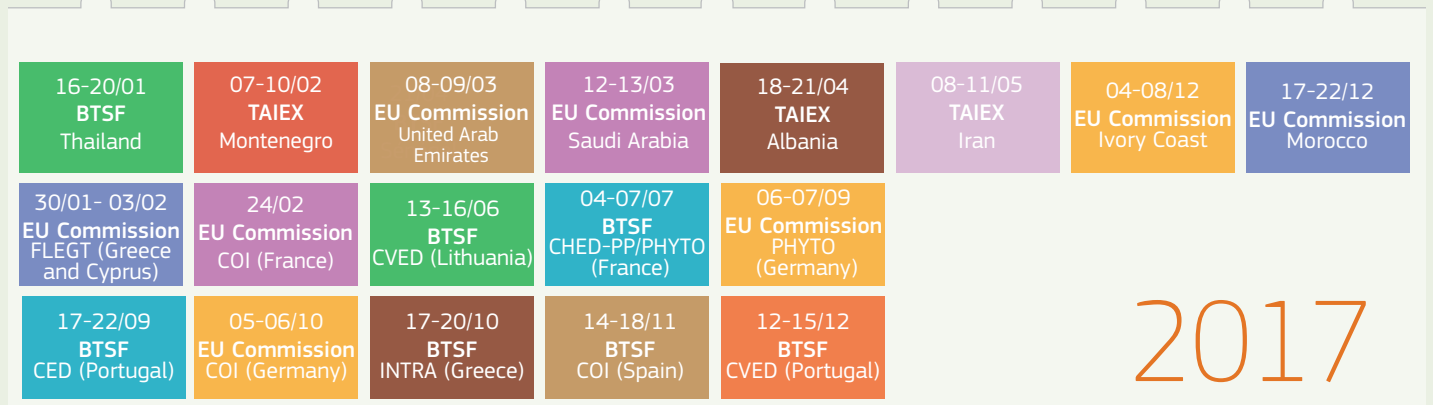 16-20/01
BTSF
Thailand
07-10/02
TAIEX
Montenegro
08-09/03
EU Commission
United Arab
Emirates
12-13/03
EU Commission
Saudi Arabia
18-21/04
TAIEX
Albania
08-11/05
TAIEX
Iran
04-08/12
EU Commission
Ivory Coast
17-22/12
EU Commission
Morocco
30/01- 03/02
EU Commission
FLEGT (Greece
and Cyprus)
24/02
EU Commission
COI (France)
13-16/06
BTSF
CVED (Lithuania)
04-07/07
BTSF
CHED-PP/PHYTO
(France)
06-07/09
EU Commission
PHYTO
(Germany)
17-22/09
BTSF
CED (Portugal)
05-06/10
EU Commission
COI (Germany)
17-20/10
BTSF
INTRA (Greece)
14-18/11
BTSF
COI (Spain)
12-15/12
BTSF
CVED (Portugal)
2017